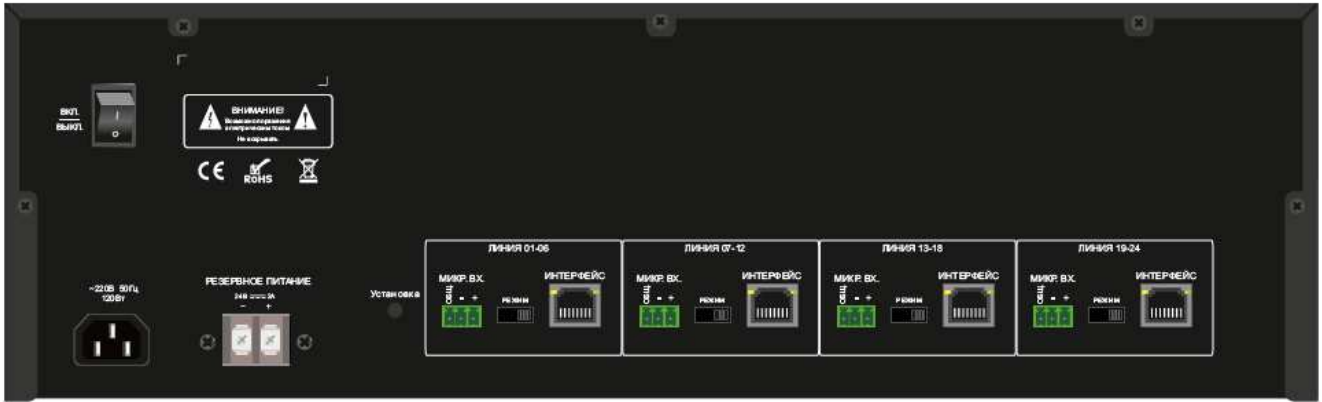 ВКЛ.
ВЫКЛ.
I
O
ВНИМАНИЕ!
Не вскрывать
CE
RoHS
~220В 50Гц
120Вт
РЕЗЕРВНОЕ ПИТАНИЕ
24В 3А
− +
Установка
ЛИНИЯ 01-06
МИКР. ВХ.
ИНТЕРФЕЙС
ОБЩ - +
РЕЖИМ
ЛИНИЯ 07-12
МИКР. ВХ.
ИНТЕРФЕЙС
ОБЩ - +
РЕЖИМ
ЛИНИЯ 13-18
МИКР. ВХ.
ИНТЕРФЕЙС
ОБЩ - +
РЕЖИМ
ЛИНИЯ 19-24
МИКР. ВХ.
ИНТЕРФЕЙС
ОБЩ - +
РЕЖИМ